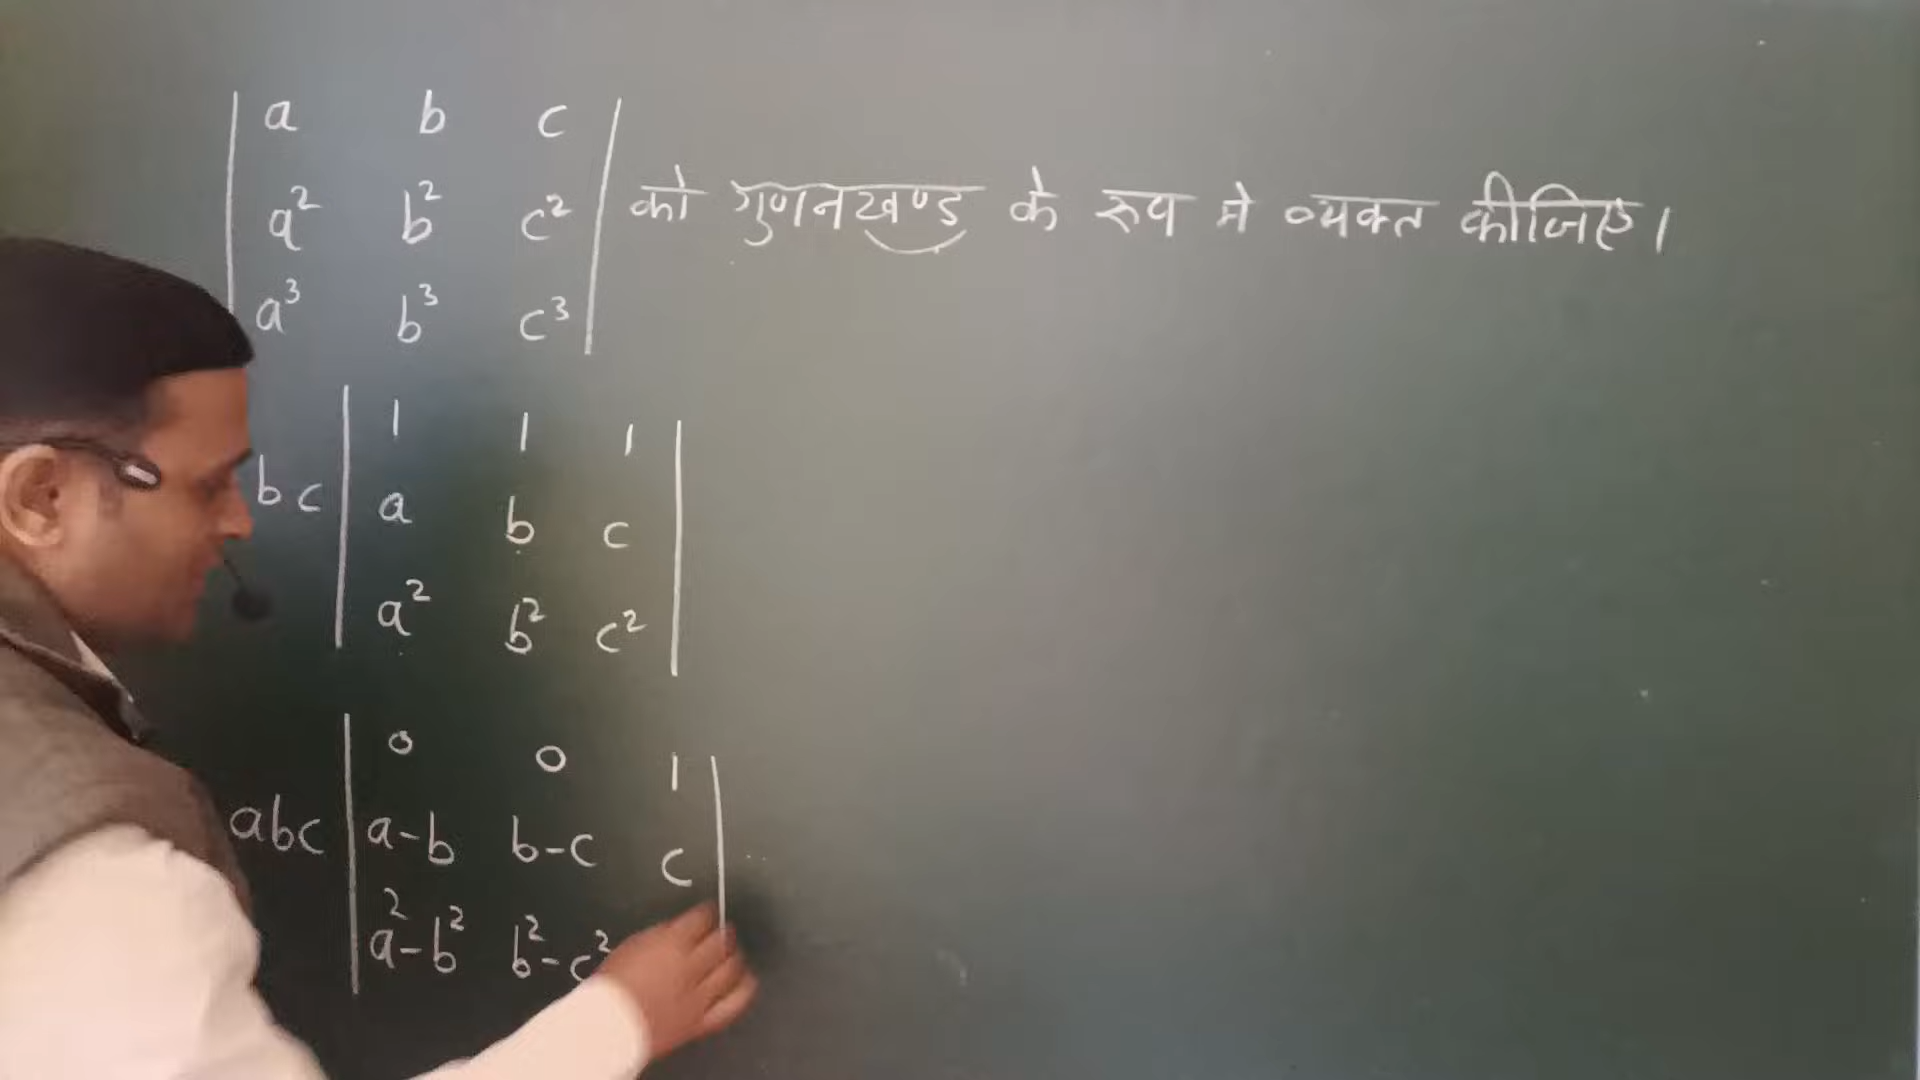 | a b c |
| a² b² c² | को गुणनखण्ड के रूप मे व्यक्त कीजिए।
| a³ b³ c³ |
| 1 1 1 |
bc | a b c |
| a² b² c² |
| 0 0 1 |
abc | a-b b-c c |
| a²-b² b²-c²